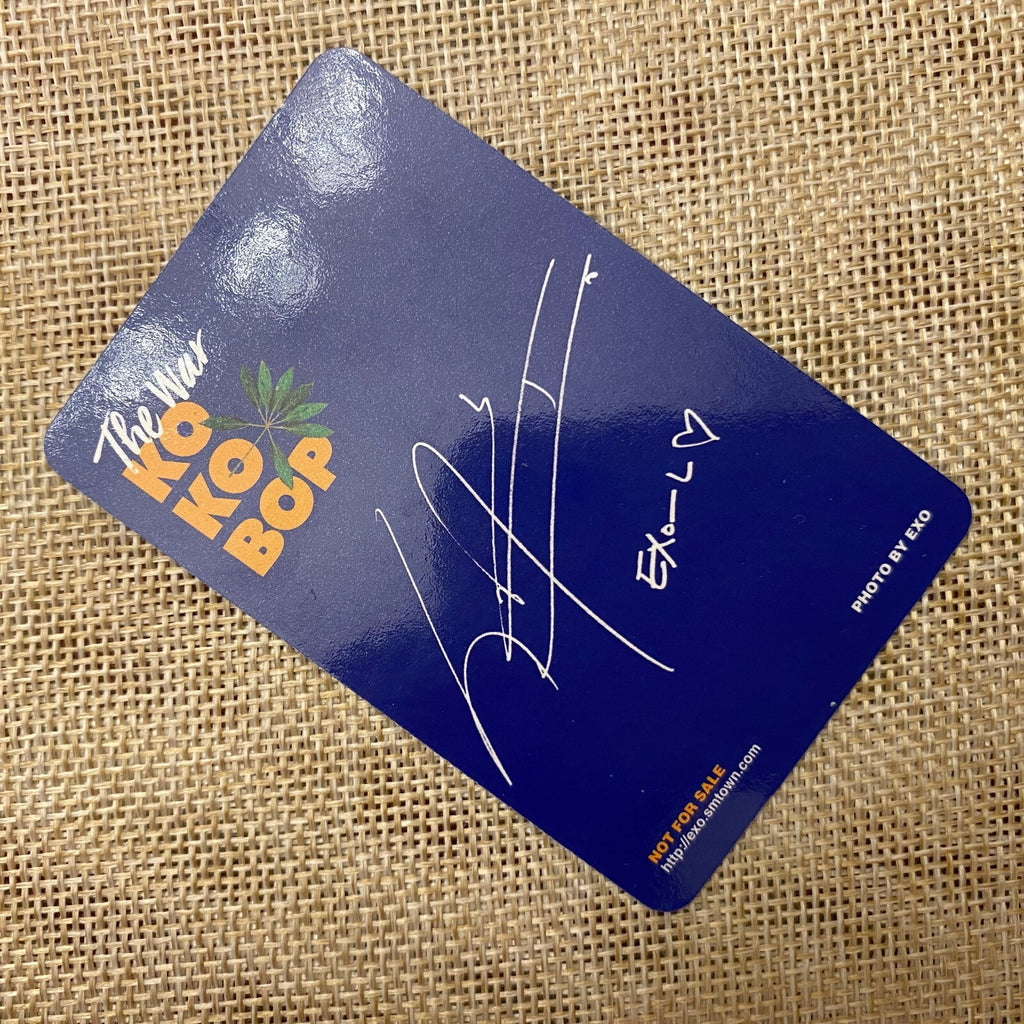 The War
KO
KO
BOP
EXO-L♡
PHOTO BY EXO
NOT FOR SALE
http://exo.smtown.com